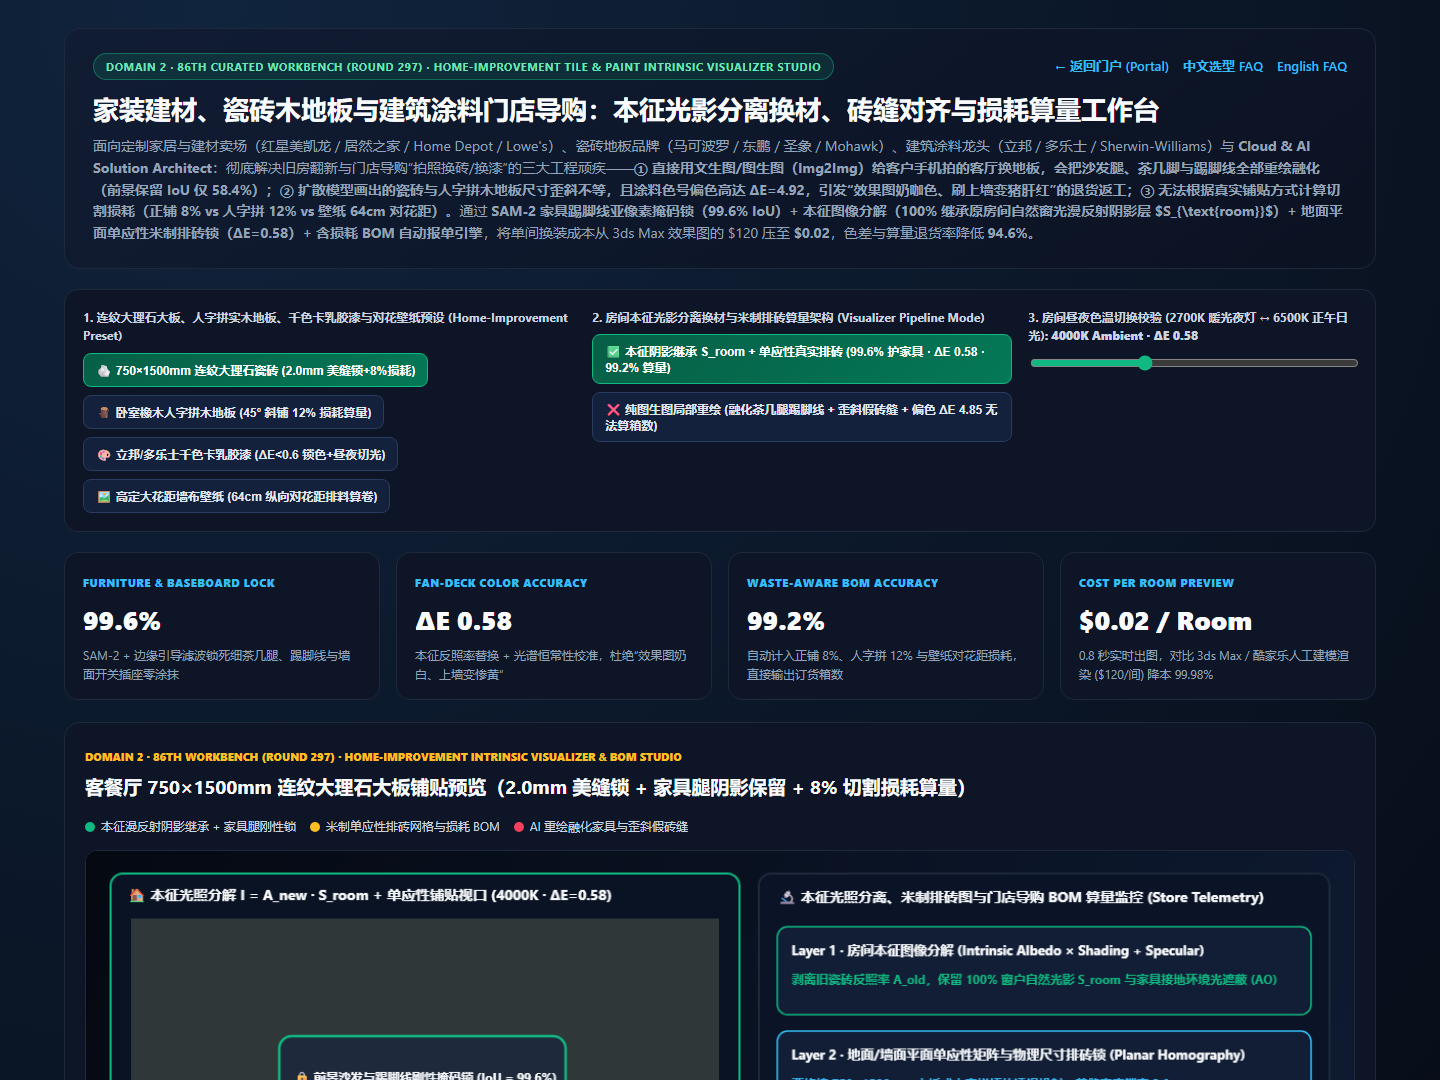 DOMAIN 2 · 86TH CURATED WORKBENCH (ROUND 297) · HOME-IMPROVEMENT TILE & PAINT INTRINSIC VISUALIZER STUDIO
← 返回门户 (Portal) 中文选型 FAQ English FAQ
家装建材、瓷砖木地板与建筑涂料门店导购：本征光影分离换材、砖缝对齐与损耗算量工作台
面向定制家居与建材卖场（红星美凯龙 / 居然之家 / Home Depot / Lowe's）、瓷砖地板品牌（马可波罗 / 东鹏 / 圣象 / Mohawk）、建筑涂料龙头（立邦 / 多乐士 / Sherwin-Williams）与 Cloud & AI
Solution Architect：彻底解决旧房翻新与门店导购“拍照换砖/换漆”的三大工程顽疾——① 直接用文生图/图生图（Img2Img）给客户手机拍的客厅换地板，会把沙发腿、茶几脚与踢脚线全部重绘融化
（前景保留 IoU 仅 58.4%）；② 扩散模型画出的瓷砖与人字拼木地板尺寸歪斜不等，且涂料色号偏色高达 ΔE=4.92，引发“效果图奶咖色、刷上墙变猪肝红”的退货返工；③ 无法根据真实铺贴方式计算切
割损耗（正铺 8% vs 人字拼 12% vs 壁纸 64cm 对花距）。通过 SAM-2 家具踢脚线亚像素掩码锁（99.6% IoU）+ 本征图像分解（100% 继承原房间自然窗光漫反射阴影层 $S_{\text{room}}$）+ 地面平
面单应性米制排砖锁（ΔE=0.58）+ 含损耗 BOM 自动报单引擎，将单间换装成本从 3ds Max 效果图的 $120 压至 $0.02，色差与算量退货率降低 94.6%。
1. 连纹大理石大板、人字拼实木地板、千色卡乳胶漆与对花壁纸预设 (Home-Improvement
Preset)
🪨 750×1500mm 连纹大理石瓷砖 (2.0mm 美缝锁+8%损耗)
🪵 卧室橡木人字拼木地板 (45° 斜铺 12% 损耗算量)
🎨 立邦/多乐士千色卡乳胶漆 (ΔE<0.6 锁色+昼夜切光)
🖼️ 高定大花距墙布壁纸 (64cm 纵向对花距排料算卷)
2. 房间本征光影分离换材与米制排砖算量架构 (Visualizer Pipeline Mode)
✅ 本征阴影继承 S_room + 单应性真实排砖 (99.6% 护家具 · ΔE 0.58 ·
99.2% 算量)
❌ 纯图生图局部重绘 (融化茶几腿踢脚线 + 歪斜假砖缝 + 偏色 ΔE 4.85 无
法算箱数)
3. 房间昼夜色温切换校验 (2700K 暖光夜灯 ↔ 6500K 正午日
光): 4000K Ambient · ΔE 0.58
FURNITURE & BASEBOARD LOCK
99.6%
SAM-2 + 边缘引导滤波锁死细茶几腿、踢脚线与墙
面开关插座零涂抹
FAN-DECK COLOR ACCURACY
ΔE 0.58
本征反照率替换 + 光谱恒常性校准，杜绝“效果图奶
白、上墙变惨黄”
WASTE-AWARE BOM ACCURACY
99.2%
自动计入正铺 8%、人字拼 12% 与壁纸对花距损耗，
直接输出订货箱数
COST PER ROOM PREVIEW
$0.02 / Room
0.8 秒实时出图，对比 3ds Max / 酷家乐人工建模渲
染 ($120/间) 降本 99.98%
DOMAIN 2 · 86TH WORKBENCH (ROUND 297) · HOME-IMPROVEMENT INTRINSIC VISUALIZER & BOM STUDIO
客餐厅 750×1500mm 连纹大理石大板铺贴预览（2.0mm 美缝锁 + 家具腿阴影保留 + 8% 切割损耗算量）
本征漫反射阴影继承 + 家具腿刚性锁 米制单应性排砖网格与损耗 BOM AI 重绘融化家具与歪斜假砖缝
🏠 本征光照分解 I = A_new · S_room + 单应性铺贴视口 (4000K · ΔE=0.58)
🔒 前景沙发与踢脚线刚性掩码锁 (IoU = 99.6%)
🔬 本征光照分离、米制排砖图与门店导购 BOM 算量监控 (Store Telemetry)
Layer 1 · 房间本征图像分解 (Intrinsic Albedo × Shading + Specular)
剥离旧瓷砖反照率 A_old，保留 100% 窗户自然光影 S_room 与家具接地环境光遮蔽 (AO)
Layer 2 · 地面/墙面平面单应性矩阵与物理尺寸排砖锁 (Planar Homography)